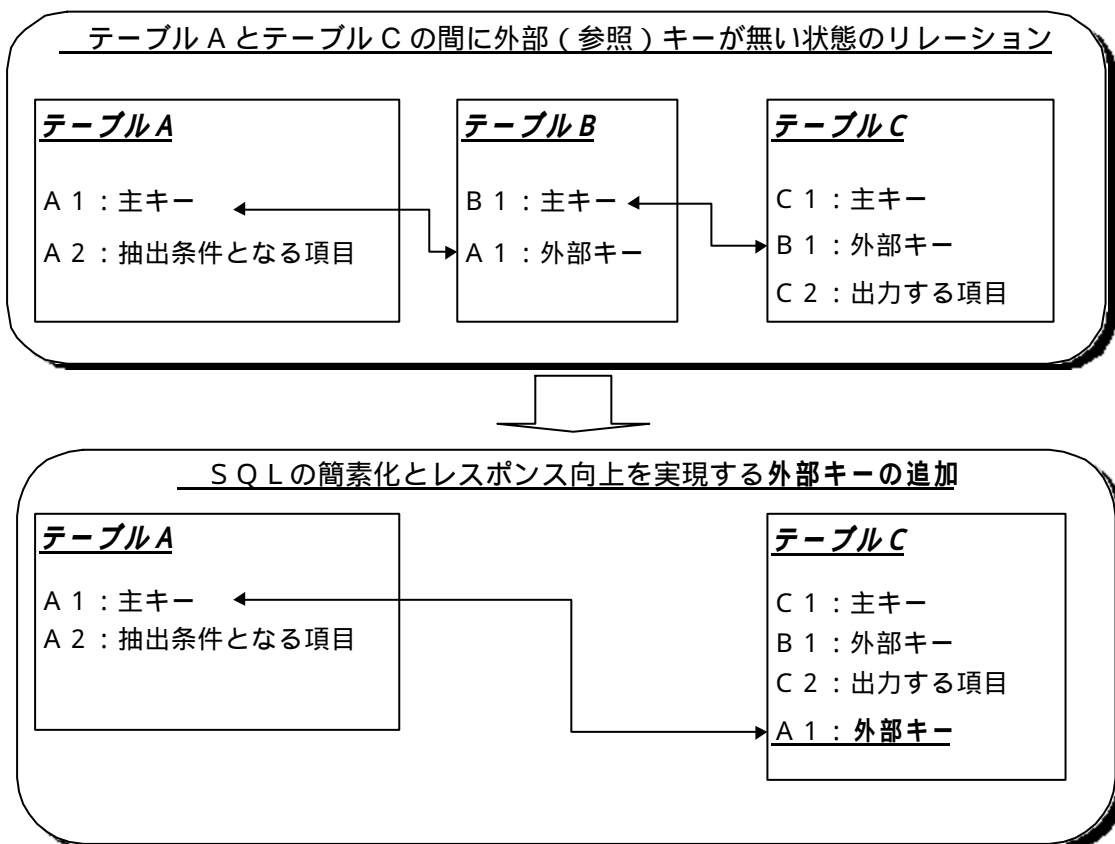 テーブルAとテーブルCの間に外部(参照)キーが無い状態のリレーション
テーブルA
A1:主キー
A2:抽出条件となる項目
テーブルB
B1:主キー
A1:外部キー
テーブルC
C1:主キー
B1:外部キー
C2:出力する項目
SQLの簡素化とレスポンス向上を実現する外部キーの追加
テーブルA
A1:主キー
A2:抽出条件となる項目
テーブルC
C1:主キー
B1:外部キー
C2:出力する項目
A1:外部キー